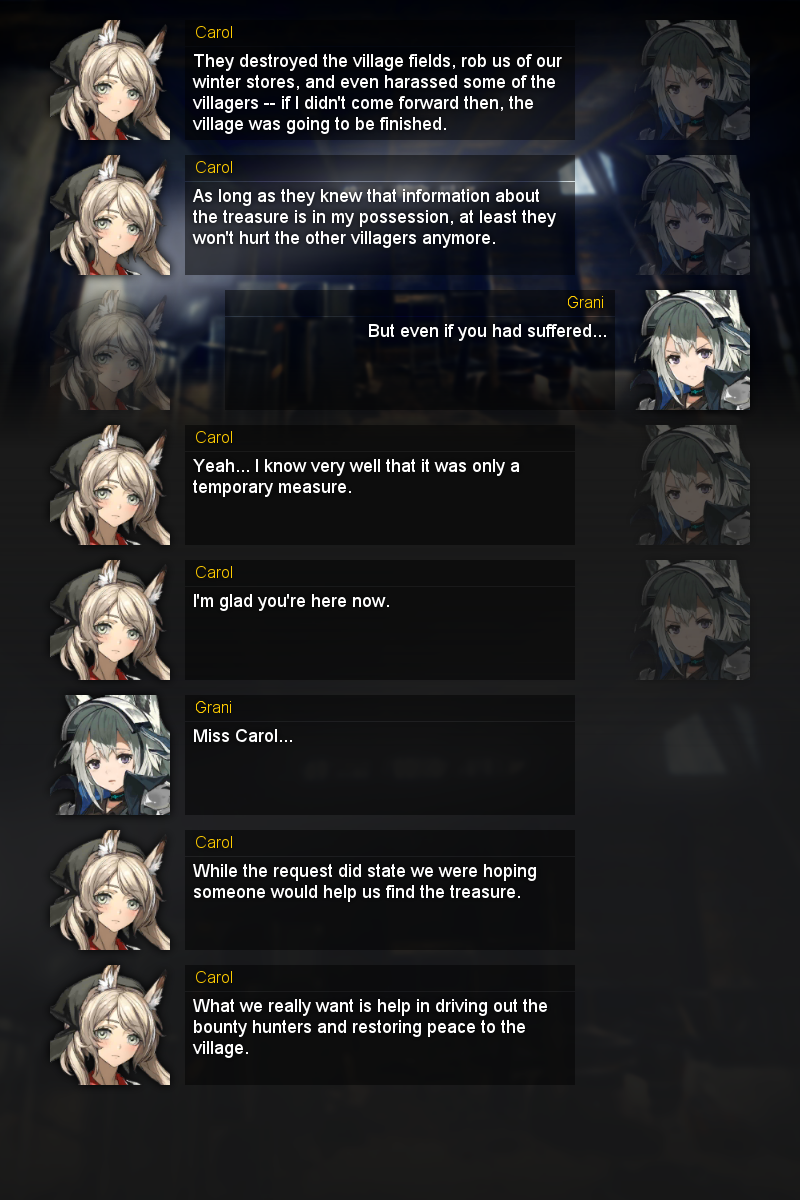 Carol
They destroyed the village fields, rob us of our
winter stores, and even harassed some of the
villagers -- if I didn't come forward then, the
village was going to be finished.
Carol
As long as they knew that information about
the treasure is in my possession, at least they
won't hurt the other villagers anymore.
Grani
But even if you had suffered...
Carol
Yeah... I know very well that it was only a
temporary measure.
Carol
I'm glad you're here now.
Grani
Miss Carol...
Carol
While the request did state we were hoping
someone would help us find the treasure.
Carol
What we really want is help in driving out the
bounty hunters and restoring peace to the
village.